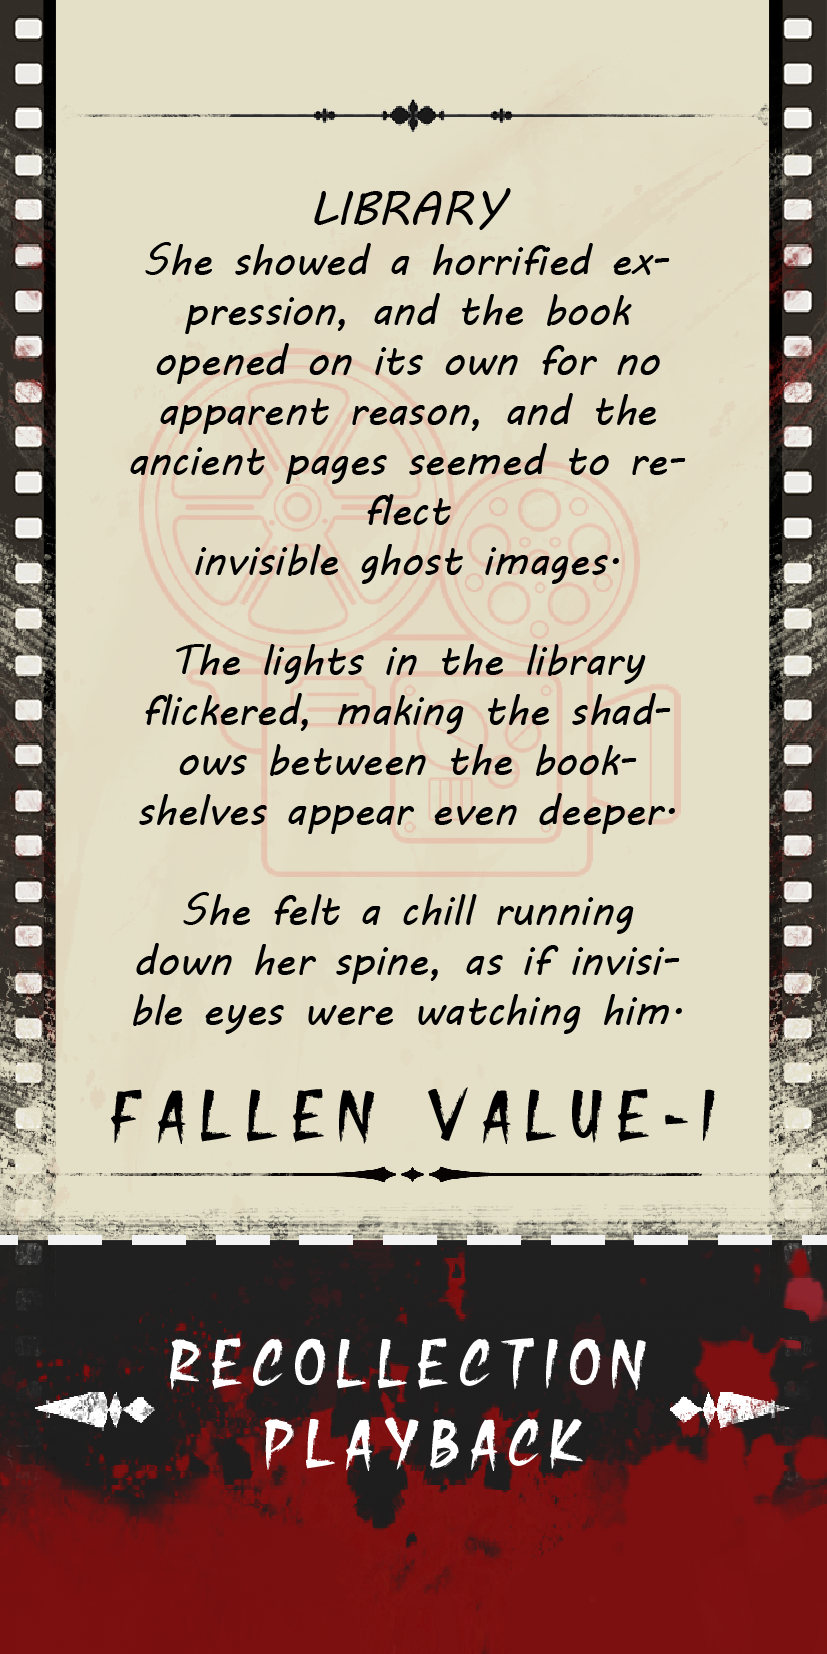 LIBRARY
She showed a horrified ex-
pression, and the book
opened on its own for no
apparent reason, and the
ancient pages seemed to re-
flect
invisible ghost images.
The lights in the library
flickered, making the shad-
ows between the book-
shelves appear even deeper.
She felt a chill running
down her spine, as if invisi-
ble eyes were watching him.
FALLEN VALUE-1
RECOLLECTION
PLAYBACK